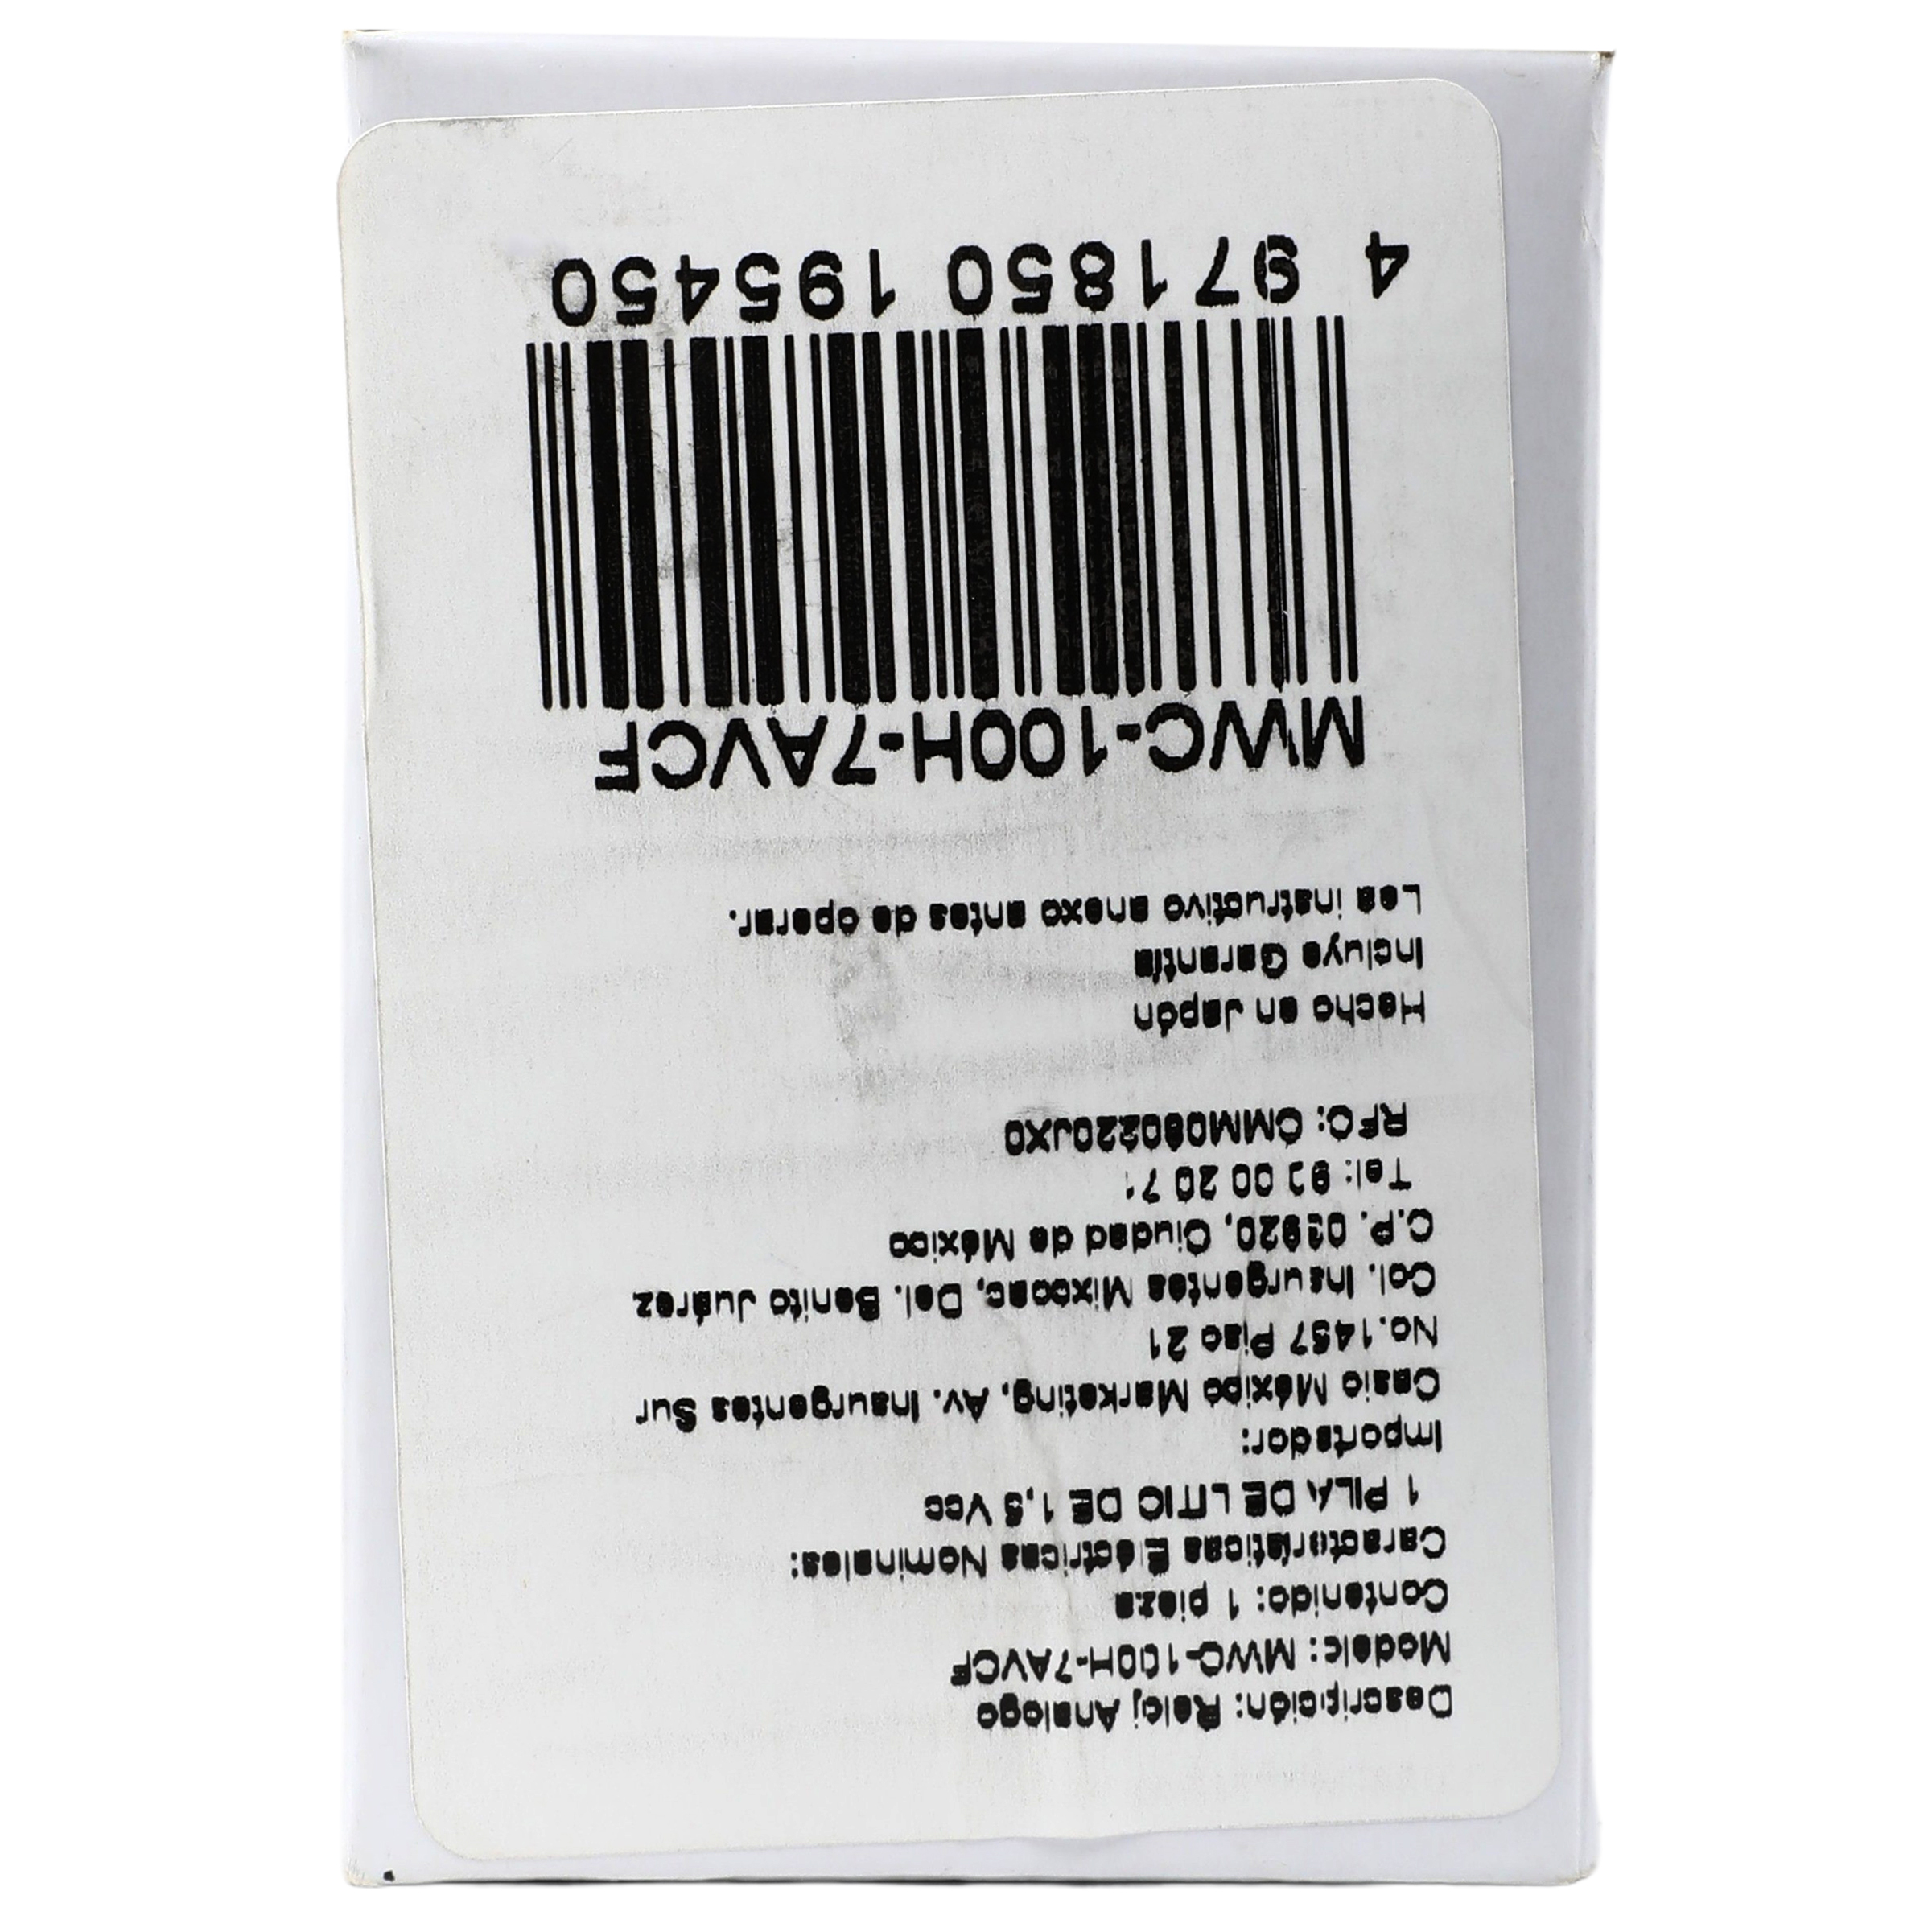 Descripción: Reloj Analogo
Modelo: MWC-100H-7AVCF
Contenido: 1 pieza
Características Eléctricas Nominales:
1 PILA DE LITIO DE 1,5 Vcc
Importador:
Casio México Marketing, Av. Insurgentes Sur
No.1457 Piso 21
Col. Insurgentes Mixcoac, Del. Benito Juárez
C.P. 03920, Ciudad de México
Tel: 90 00 20 71
RFC: CMM080220JX0
Hecho en Japón
Incluye Garantía
Lea instructivo anexo antes de operar.
MWC-100H-7AVCF
4 971850 195450